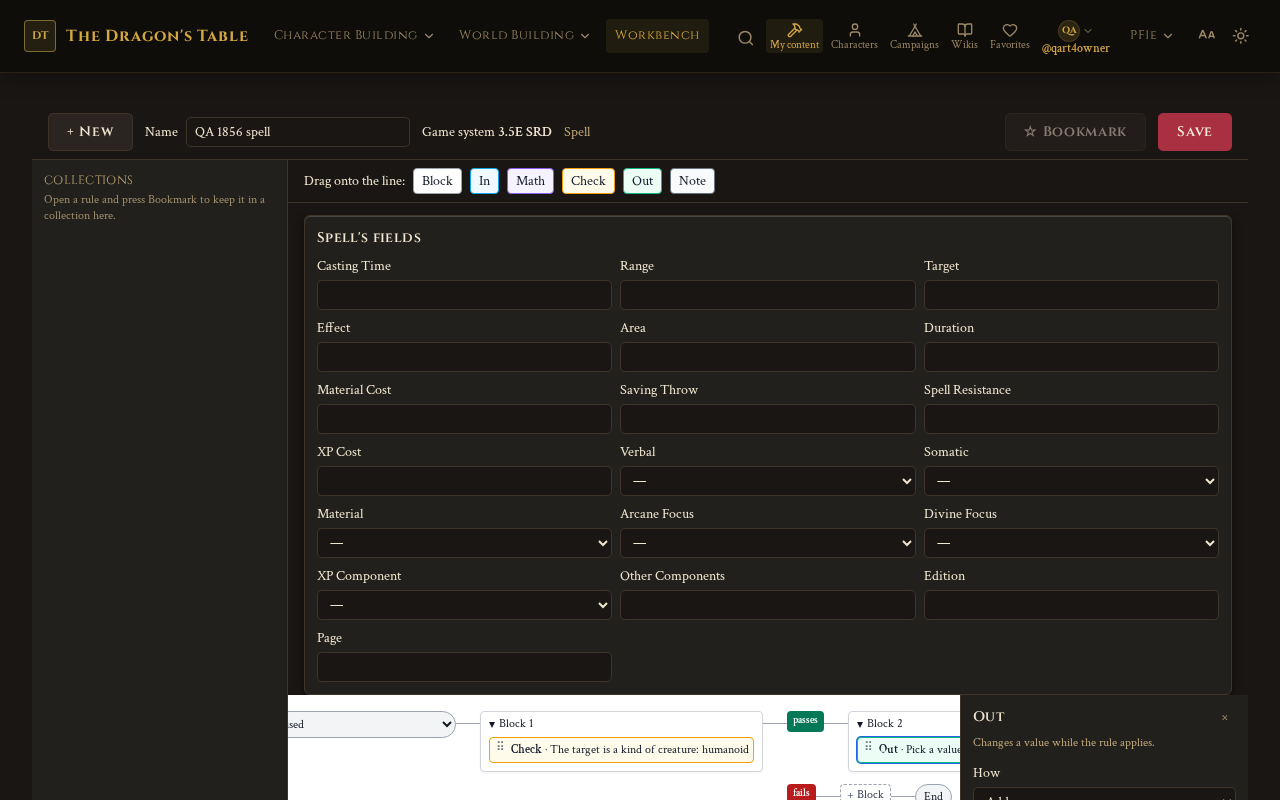 DT The Dragon's Table Character Building World Building Workbench My content Characters Campaigns Wikis Favorites QA @qart4owner PF1e AA
+ New Name QA 1856 spell Game system 3.5E SRD Spell ☆ Bookmark Save
Collections
Open a rule and press Bookmark to keep it in a
collection here.
Drag onto the line: Block In Math Check Out Note
Spell's fields
Casting Time Range Target
Effect Area Duration
Material Cost Saving Throw Spell Resistance
XP Cost Verbal Somatic
— —
Material Arcane Focus Divine Focus
— — —
XP Component Other Components Edition
—
Page
▾ Block 1 passes ▾ Block 2
Check · The target is a kind of creature: humanoid
Out · Pick a value
fails + Block End
Out ×
Changes a value while the rule applies.
How